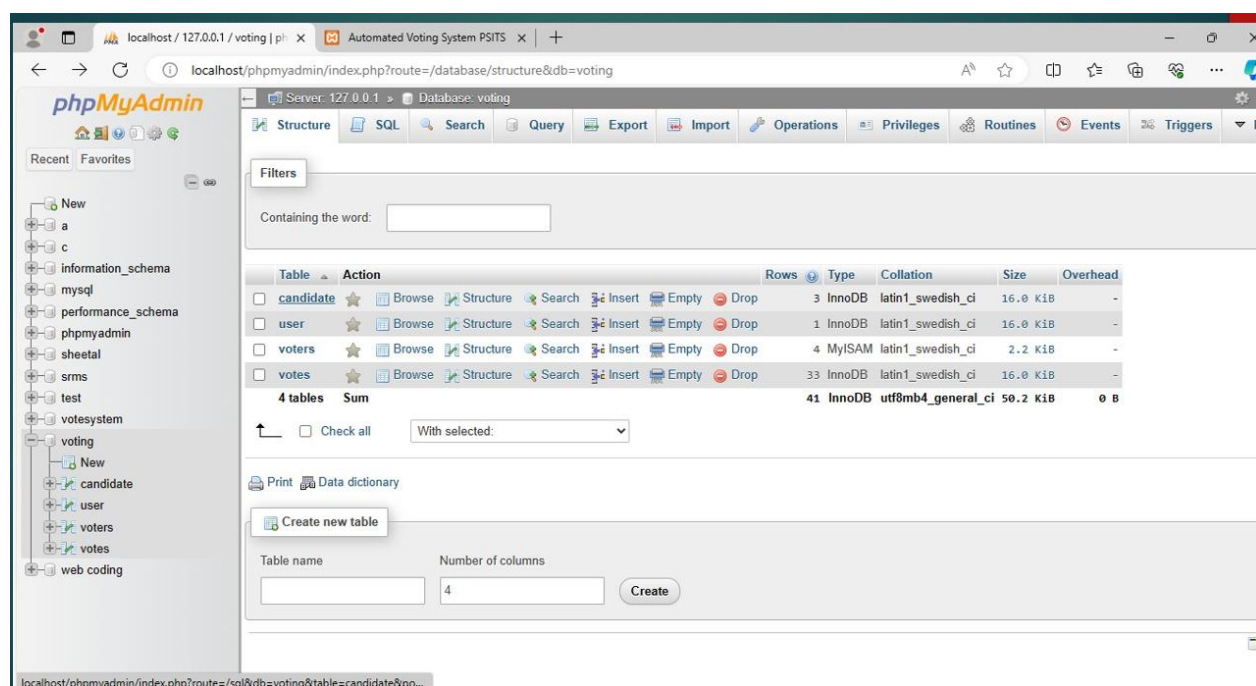 localhost / 127.0.0.1 / voting | ph
Automated Voting System PSITS
localhost/phpmyadmin/index.php?route=/database/structure&db=voting
phpMyAdmin
Recent Favorites
New
a
c
information_schema
mysql
performance_schema
phpmyadmin
sheetal
srms
test
votesystem
voting
New
candidate
user
voters
votes
web coding
Server: 127.0.0.1 » Database: voting
Structure SQL Search Query Export Import Operations Privileges Routines Events Triggers
Filters
Containing the word:
Table Action Rows Type Collation Size Overhead
candidate Browse Structure Search Insert Empty Drop 3 InnoDB latin1_swedish_ci 16.0 KiB -
user Browse Structure Search Insert Empty Drop 1 InnoDB latin1_swedish_ci 16.0 KiB -
voters Browse Structure Search Insert Empty Drop 4 MyISAM latin1_swedish_ci 2.2 KiB -
votes Browse Structure Search Insert Empty Drop 33 InnoDB latin1_swedish_ci 16.0 KiB -
4 tables Sum 41 InnoDB utf8mb4_general_ci 50.2 KiB 0 B
Check all With selected:
Print Data dictionary
Create new table
Table name Number of columns
4 Create
localhost/phpmyadmin/index.php?route=/sql&db=voting&table=candidate&po...